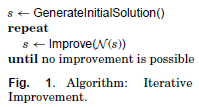 s ← GenerateInitialSolution()
repeat
s ← Improve(𝒩(s))
until no improvement is possible
Fig. 1. Algorithm: Iterative
Improvement.